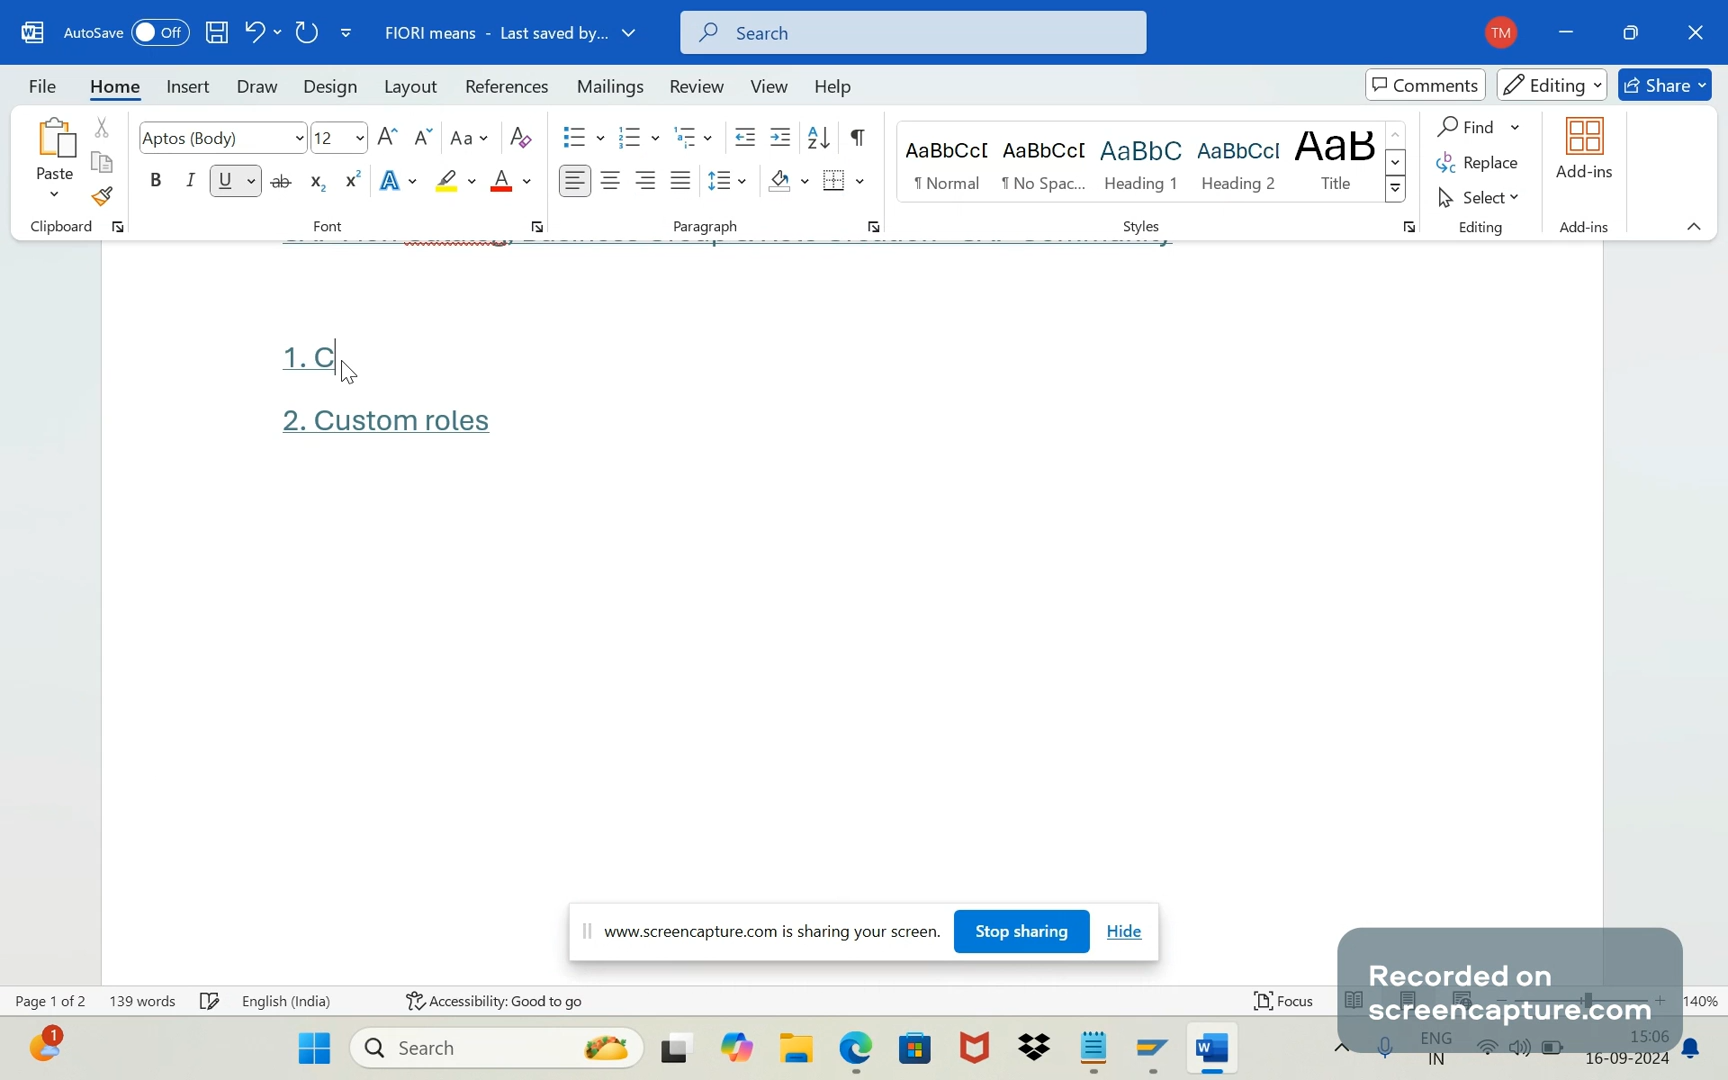 AutoSave Off FIORI means - Last saved by... Search TM
File Home Insert Draw Design Layout References Mailings Review View Help Comments Editing Share
Paste Aptos (Body) 12 Aa AaBbCcI AaBbCcI AaBbC AaBbCcI AaB Find Replace Select Add-ins
¶ Normal ¶ No Spac... Heading 1 Heading 2 Title
Clipboard Font Paragraph Styles Editing Add-ins
1. C
2. Custom roles
www.screencapture.com is sharing your screen. Stop sharing Hide
Recorded on
screencapture.com
Page 1 of 2 139 words English (India) Accessibility: Good to go Focus 140%
1 Search ENG
IN
15:06
16-09-2024